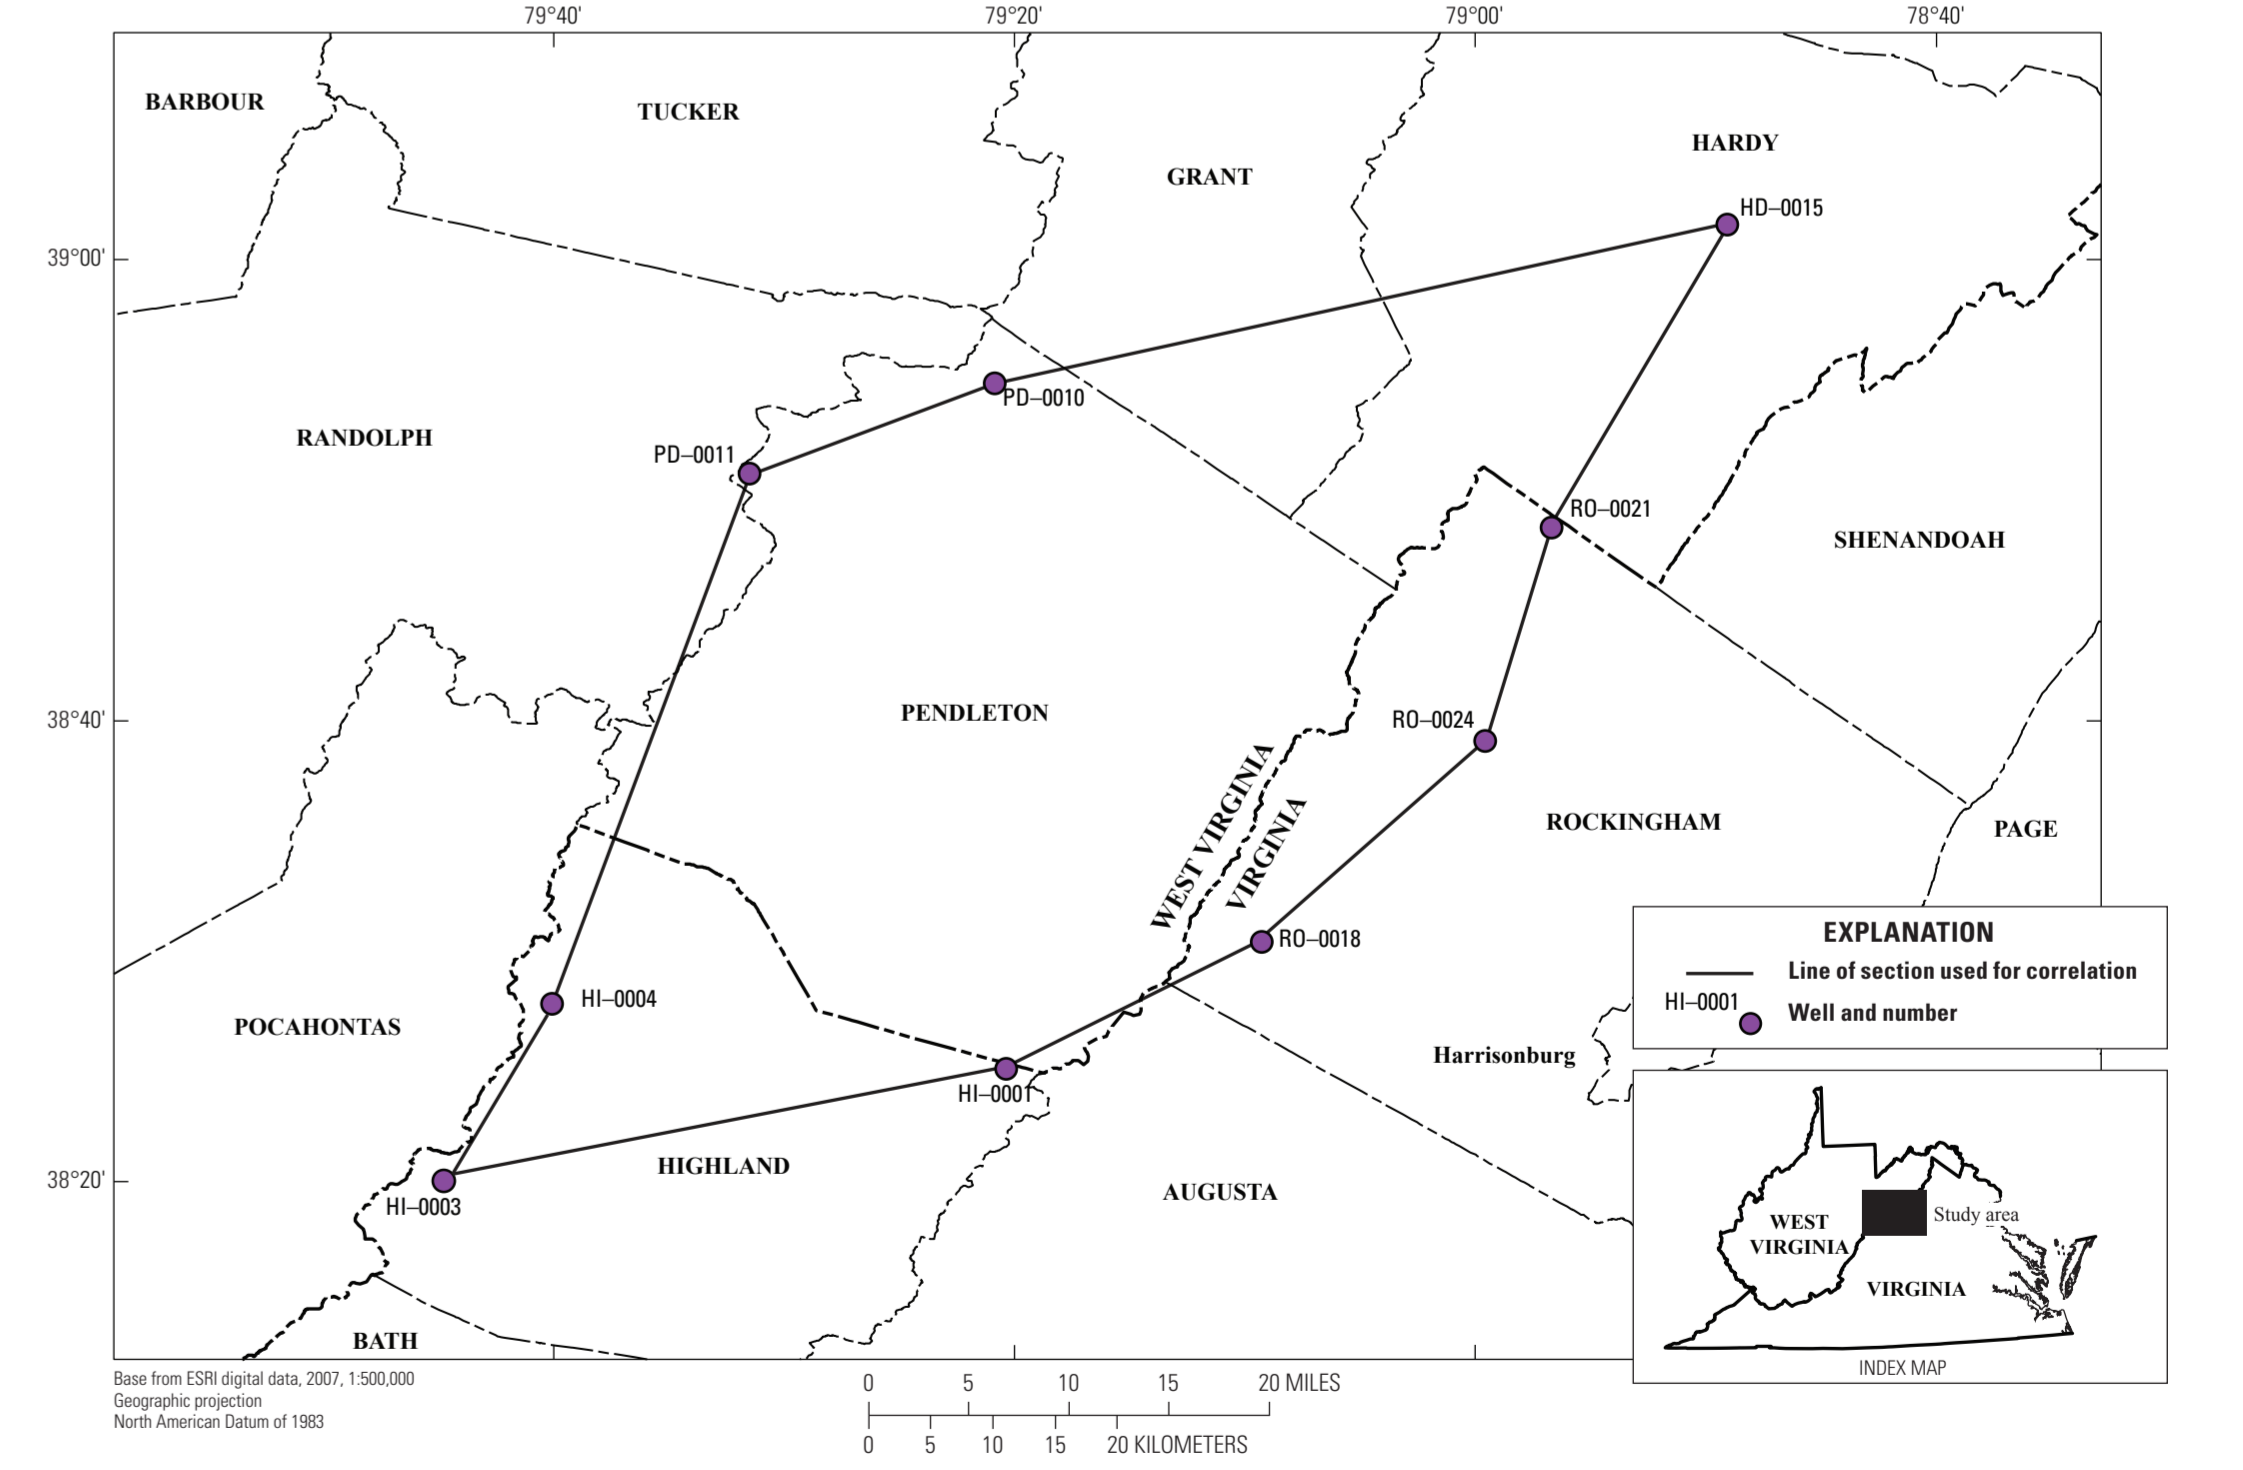 79°40'
79°20'
79°00'
78°40'
BARBOUR
TUCKER
HARDY
GRANT
HD–0015
39°00'
PD–0010
RANDOLPH
PD–0011
RO–0021
SHENANDOAH
PENDLETON
38°40'
RO–0024
WEST VIRGINIA
VIRGINIA
ROCKINGHAM
PAGE
EXPLANATION
Line of section used for correlation
HI–0001
Well and number
RO–0018
HI–0004
POCAHONTAS
Harrisonburg
HI–0001
HIGHLAND
38°20'
HI–0003
AUGUSTA
BATH
WEST
VIRGINIA
Study area
VIRGINIA
INDEX MAP
Base from ESRI digital data, 2007, 1:500,000
Geographic projection
North American Datum of 1983
0 5 10 15 20 MILES
0 5 10 15 20 KILOMETERS